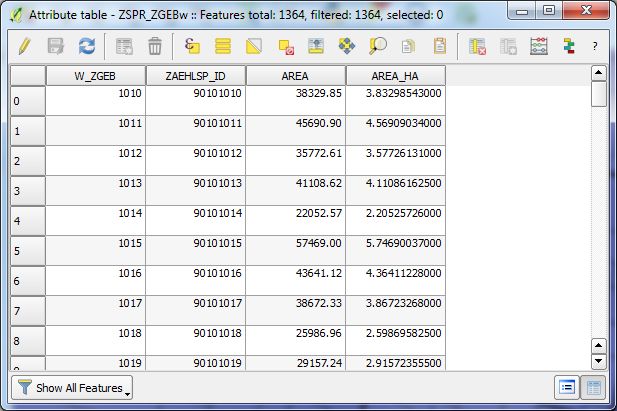 Attribute table - ZSPR_ZGEBw :: Features total: 1364, filtered: 1364, selected: 0
?
W_ZGEB ZAEHLSP_ID AREA AREA_HA
0 1010 90101010 38329.85 3.83298543000
1 1011 90101011 45690.90 4.56909034000
2 1012 90101012 35772.61 3.57726131000
3 1013 90101013 41108.62 4.11086162500
4 1014 90101014 22052.57 2.20525726000
5 1015 90101015 57469.00 5.74690037000
6 1016 90101016 43641.12 4.36411228000
7 1017 90101017 38672.33 3.86723268000
8 1018 90101018 25986.96 2.59869582500
9 1019 90101019 29157.24 2.91572355500
Show All Features